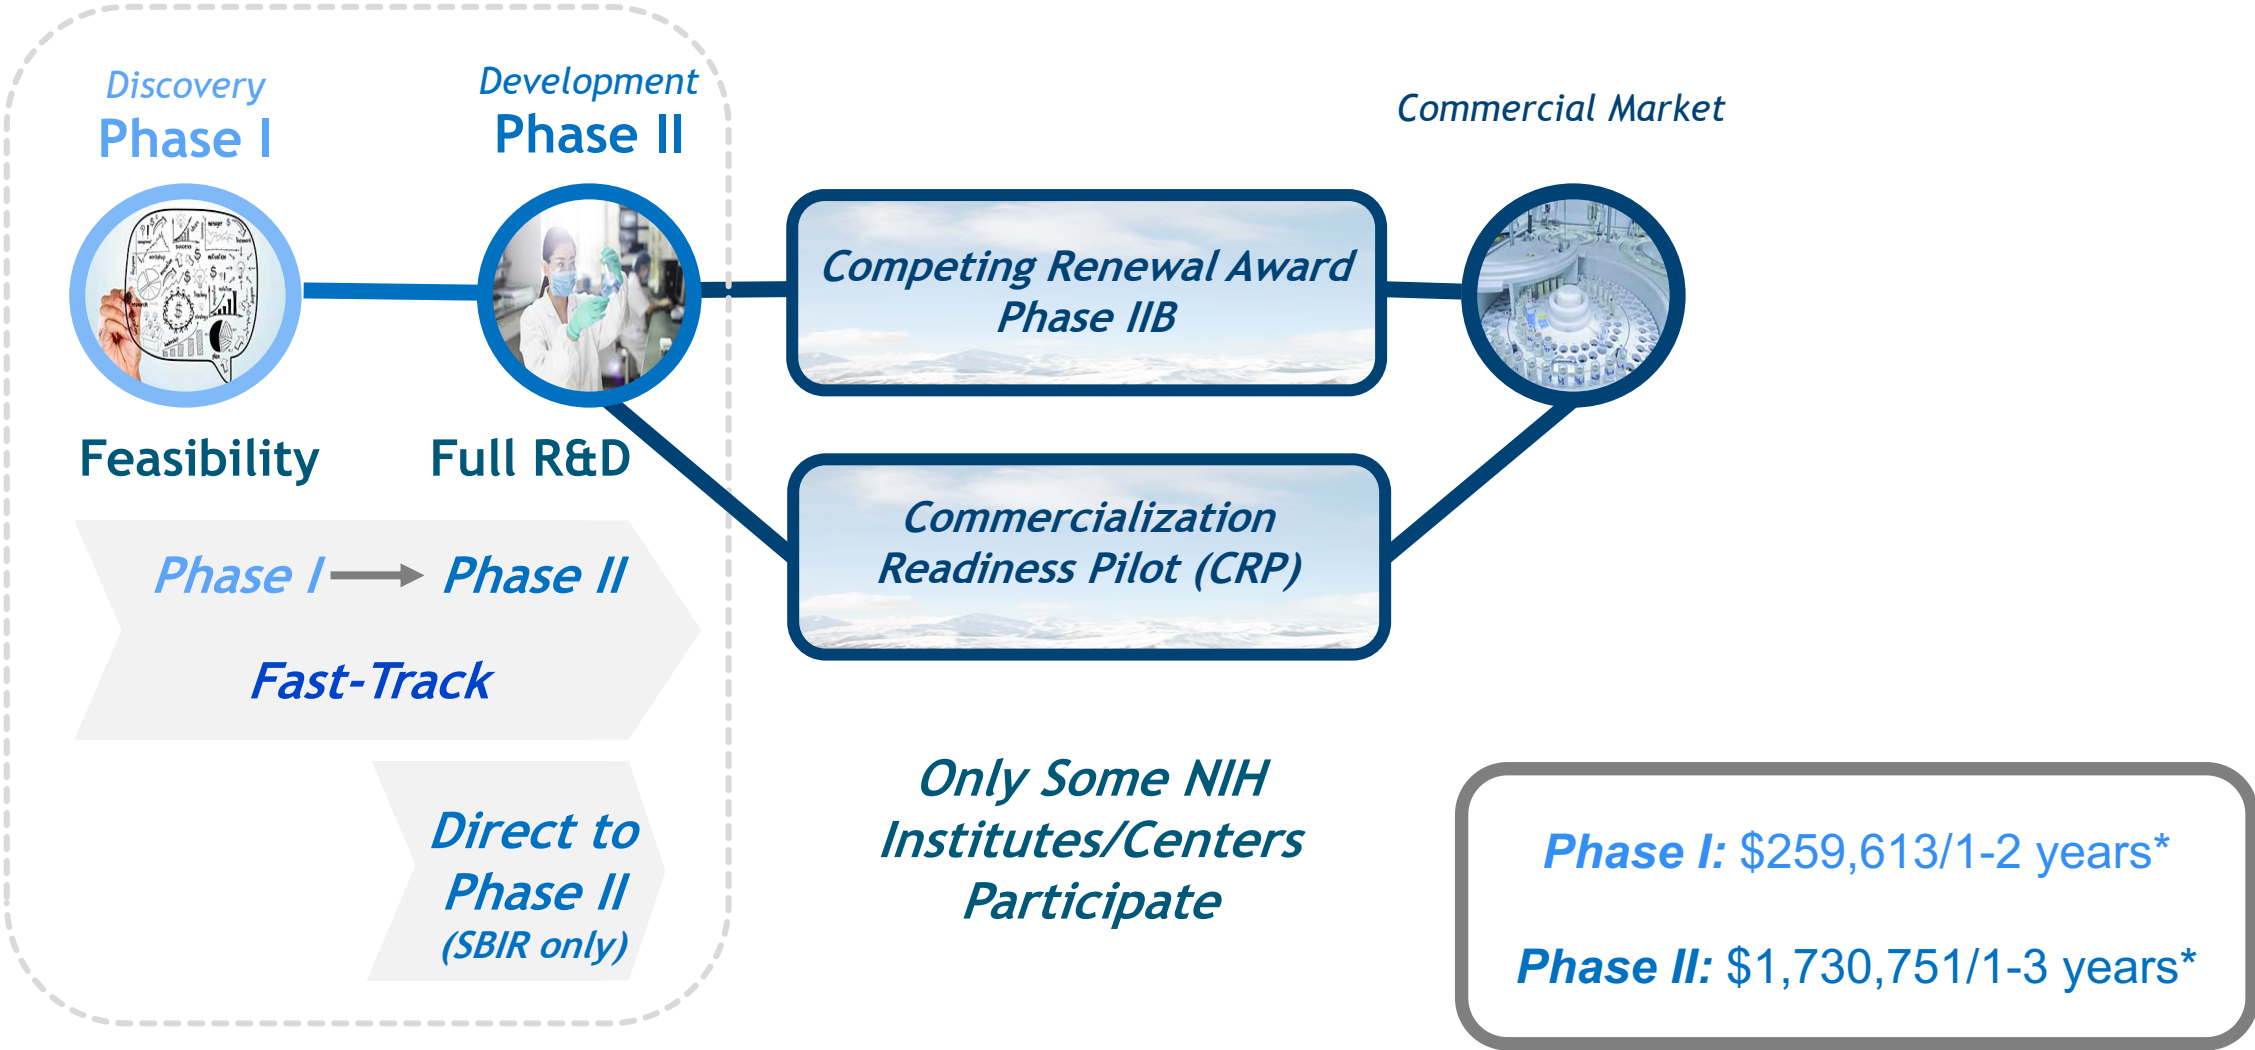 Discovery
Phase I
Development
Phase II
Commercial Market
Competing Renewal Award
Phase IIB
Feasibility
Full R&D
Commercialization
Readiness Pilot (CRP)
Phase I
Phase II
Fast-Track
Direct to
Phase II
(SBIR only)
Only Some NIH
Institutes/Centers
Participate
Phase I: $259,613/1-2 years*
Phase II: $1,730,751/1-3 years*